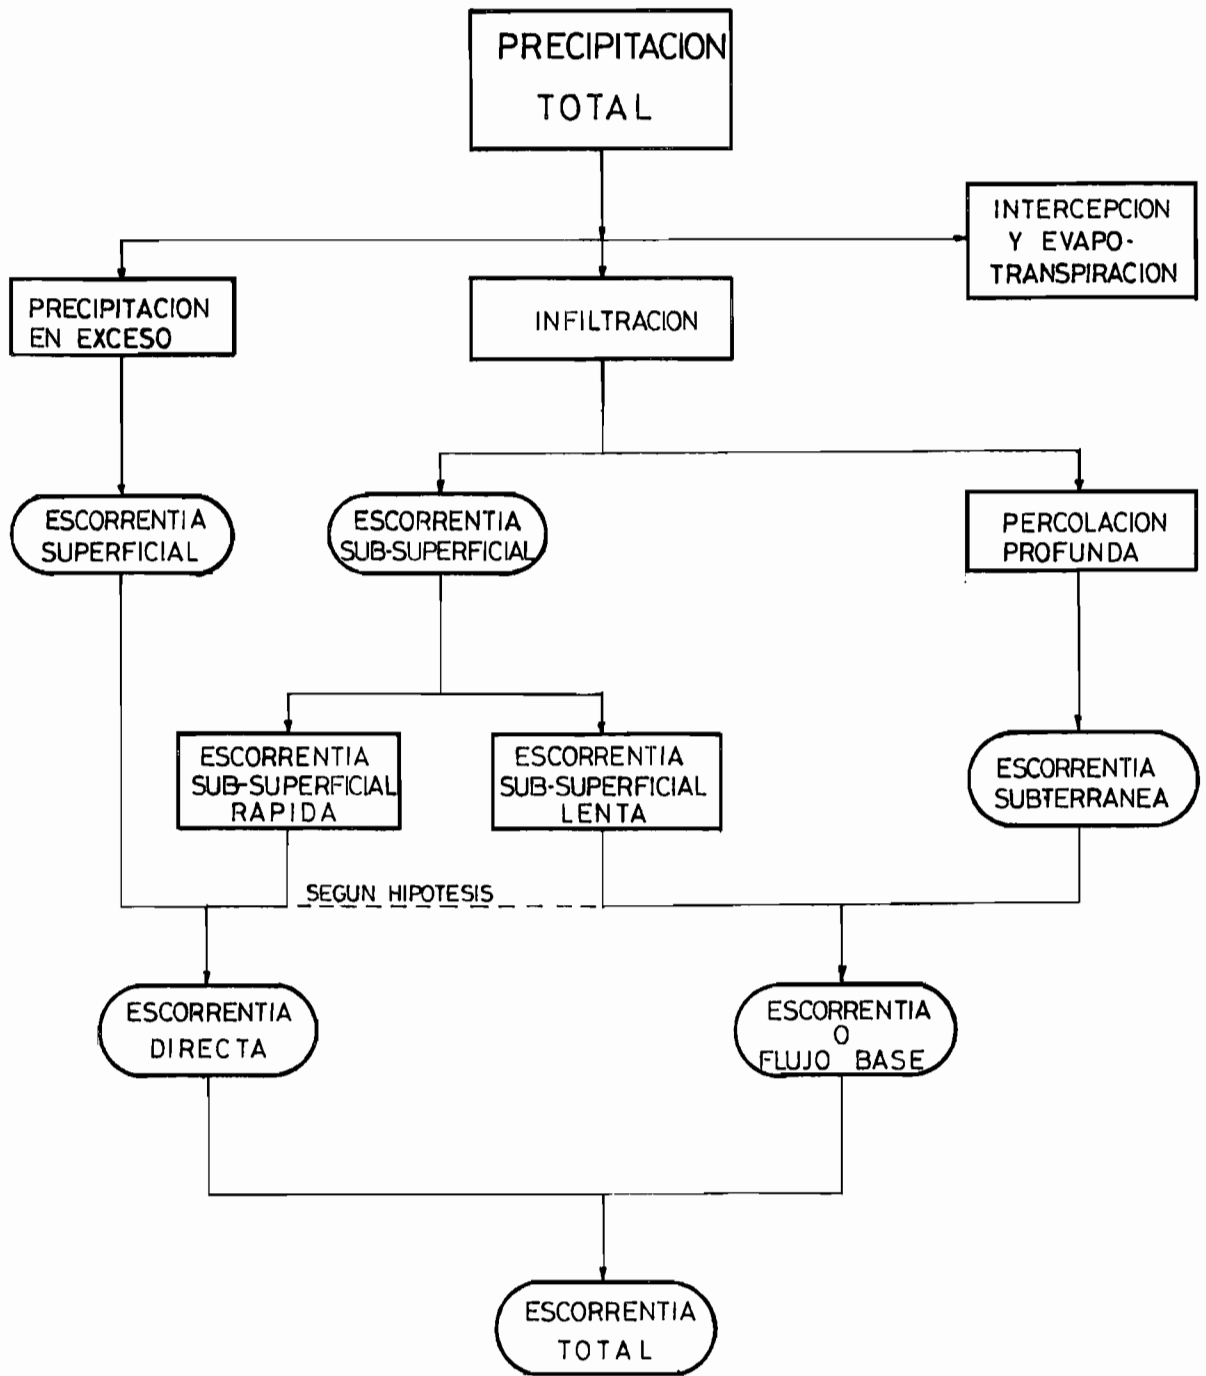 PRECIPITACION
TOTAL
INTERCEPCION
Y EVAPO-
TRANSPIRACION
PRECIPITACION
EN EXCESO
INFILTRACION
ESCORRENTIA
SUPERFICIAL
ESCORRENTIA
SUB-SUPERFICIAL
PERCOLACION
PROFUNDA
ESCORRENTIA
SUB-SUPERFICIAL
RAPIDA
ESCORRENTIA
SUB-SUPERFICIAL
LENTA
ESCORRENTIA
SUBTERRANEA
SEGUN HIPOTESIS
ESCORRENTIA
DIRECTA
ESCORRENTIA
O
FLUJO BASE
ESCORRENTIA
TOTAL